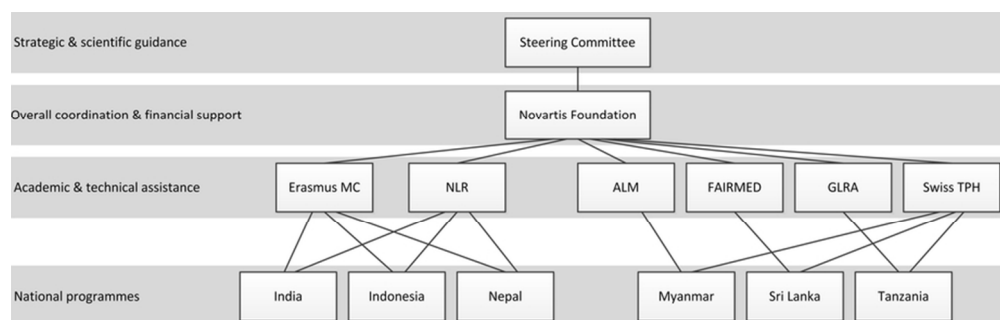 Strategic & scientific guidance
Steering Committee
Overall coordination & financial support
Novartis Foundation
Academic & technical assistance
Erasmus MC
NLR
ALM
FAIRMED
GLRA
Swiss TPH
National programmes
India
Indonesia
Nepal
Myanmar
Sri Lanka
Tanzania